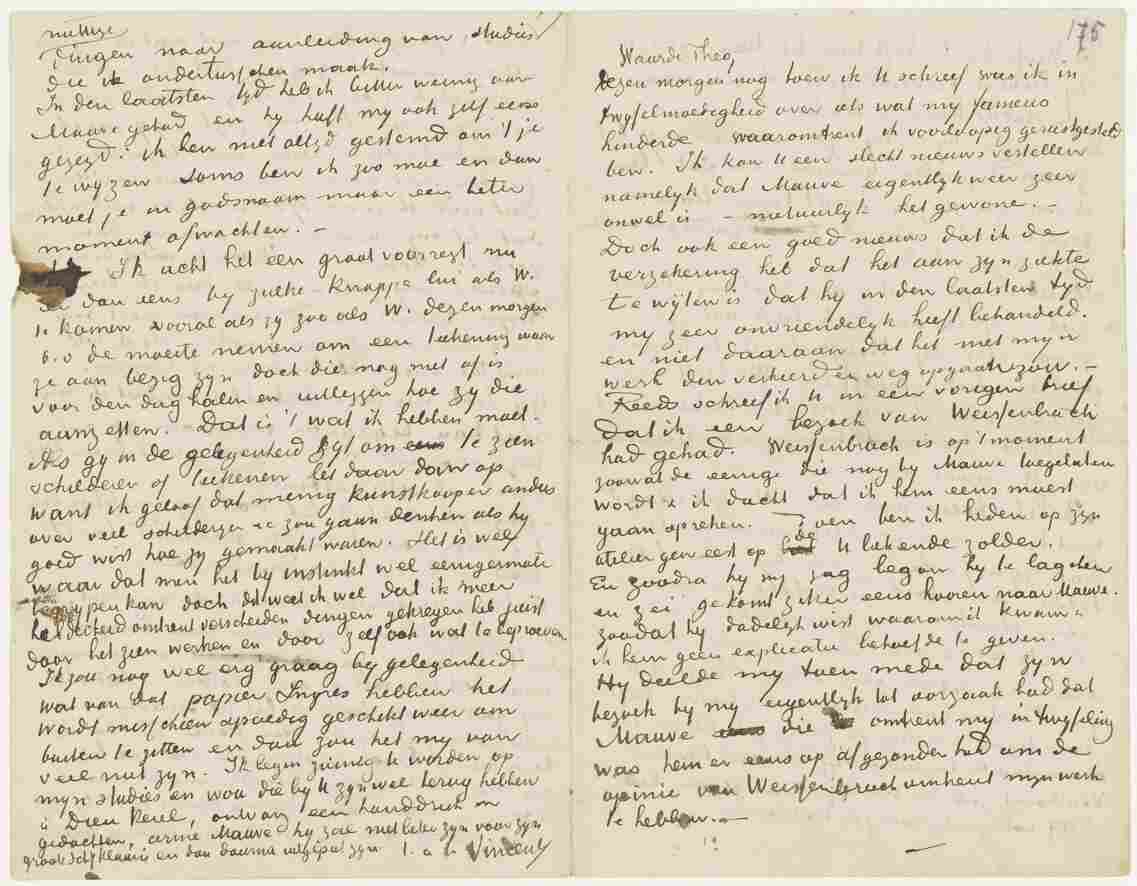 nuttige
dingen naar aanleiding van studies
die ik ondertusschen maak.
In den laatsten tyd heb ik bitter weinig aan
Mauve gehad en hy heeft my ook zelf eens
gezegd: ik ben niet altyd gestemd om 't je
te wyzen soms ben ik zoo moe en dan
moet je in godsnaam maar een beter
moment afwachten. –
Ik acht het een groot voorregt nu
en dan eens by zulke knappe lui als W.
te komen vooral als zy zoo als W. dezen morgen
b.v de moeite nemen om een teekening waar
ze aan bezig zyn doch die nog niet af is
voor den dag halen en uitleggen hoe zy die
aanzetten. Dat is 't wat ik hebben moet.
Als gy in de gelegenheid zyt om te zien
schilderen of teekenen let daar dan op
want ik geloof dat menig kunstkooper anders
over veel schilderyen &c zou gaan denken als hy
goed wist hoe zy gemaakt waren. Het is wel
waar dat men het by instinkt wel eenigermate
begrypen kan doch dit weet ik wel dat ik meer
helderheid omtrent verscheiden dingen gekregen heb juist
door het zien werken en door zelf ook wat te beproeven
Ik zou nog wel erg graag by gelegenheid
wat van dat papier Ingres hebben het
wordt misschien spoedig geschikt weer om
buiten te zitten en dan zou het my van
veel nut zyn. Ik begin zuinig te worden op
myn studies en wou die by U zyn wel terug hebben
à Dieu kerel, ontvang een handdruk in
gedachten, arme Mauve hy zal niet beter zyn voor zyn
groote schy klaar is en dan daarna uitgeput zyn t. à t. Vincent
175
Waarde Theo,
dezen morgen nog toen ik U schreef was ik in
twyfelmoedigheid over iets wat my fameus
hinderde waaromtrent ik voorloopig gerustgesteld
ben. Ik kan U een slecht nieuws vertellen
namelyk dat Mauve eigentlyk weer zeer
onwel is – natuurlyk het gewone. –
Doch ook een goed nieuws dat ik de
verzekering heb dat het aan zyn ziekte
te wyten is dat hy in den laatsten tyd
my zeer onvriendelyk heeft behandeld.
en niet daaraan dat het met myn
werk den verkeerden weg opgaan zou. –
Reeds schreef ik U in een vorigen brief
dat ik een bezoek van Weissenbruch
had gehad. Weissenbruch is op 't moment
zoowat de eenige die nog by Mauve toegelaten
wordt & ik dacht dat ik hem eens moest
gaan spreken. Toen ben ik heden op zyn
atelier geweest op de U bekende zolder.
En zoodra hy my zag begon hy te lagchen
en zei ge komt zeker eens hooren naar Mauve.
zoodat hy dadelyk wist waarom ik kwam &
ik hem geen explicatie behoefde te geven.
Hy deelde my toen mede dat zyn
bezoek by my eigentlyk tot oorzaak had dat
Mauve die omtrent my in twyfeling
was hem er eens op afgezonden had om de
opinie van Weissenbruch omtrent myn werk
te hebben. –